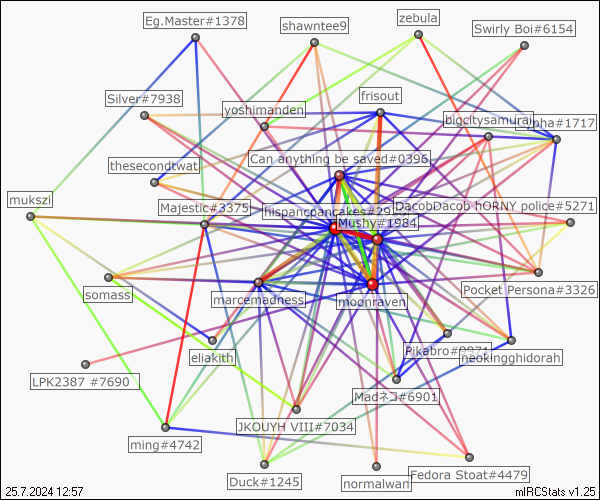 Eg.Master#1378
shawntee9
zebula
Swirly Boi#6154
Silver#7938
frisout
yoshimanden
bigcitysamurai
#1717
thesecondtwat
Can anything be saved#0396
mukszi
Majestic#3375
hispanicpancakes#29
DacobDacob hORNY police#5271
Mushy#1984
somass
marcemadness
moonraven
Pocket Persona#3326
eliakith
Pikabro#9971
neokingghidorah
LPK2387 #7690
Madネコ#6901
JKOUYH VIII#7034
ming#4742
Duck#1245
normalwan
Fedora Stoat#4479
25.7.2024 12:57
mIRCStats v1.25